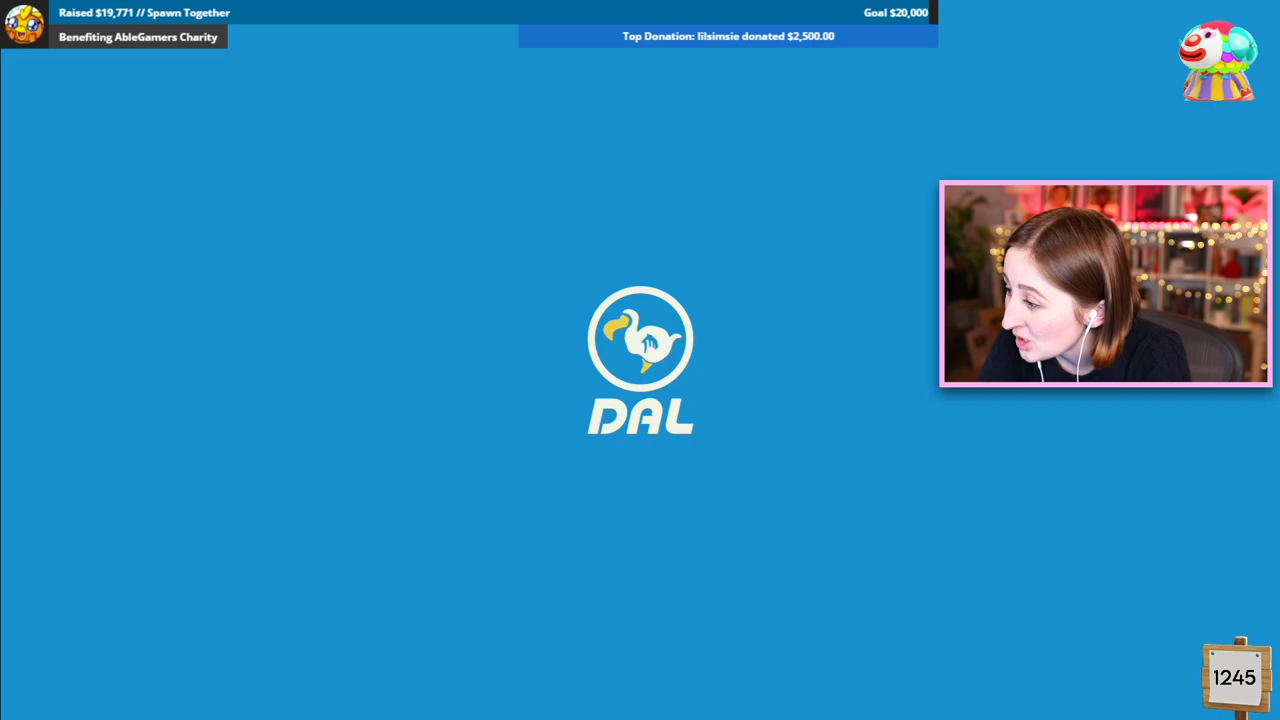 Raised $19,771 // Spawn Together
Goal $20,000
Benefiting AbleGamers Charity
Top Donation: lilsimsie donated $2,500.00
DAL
1245